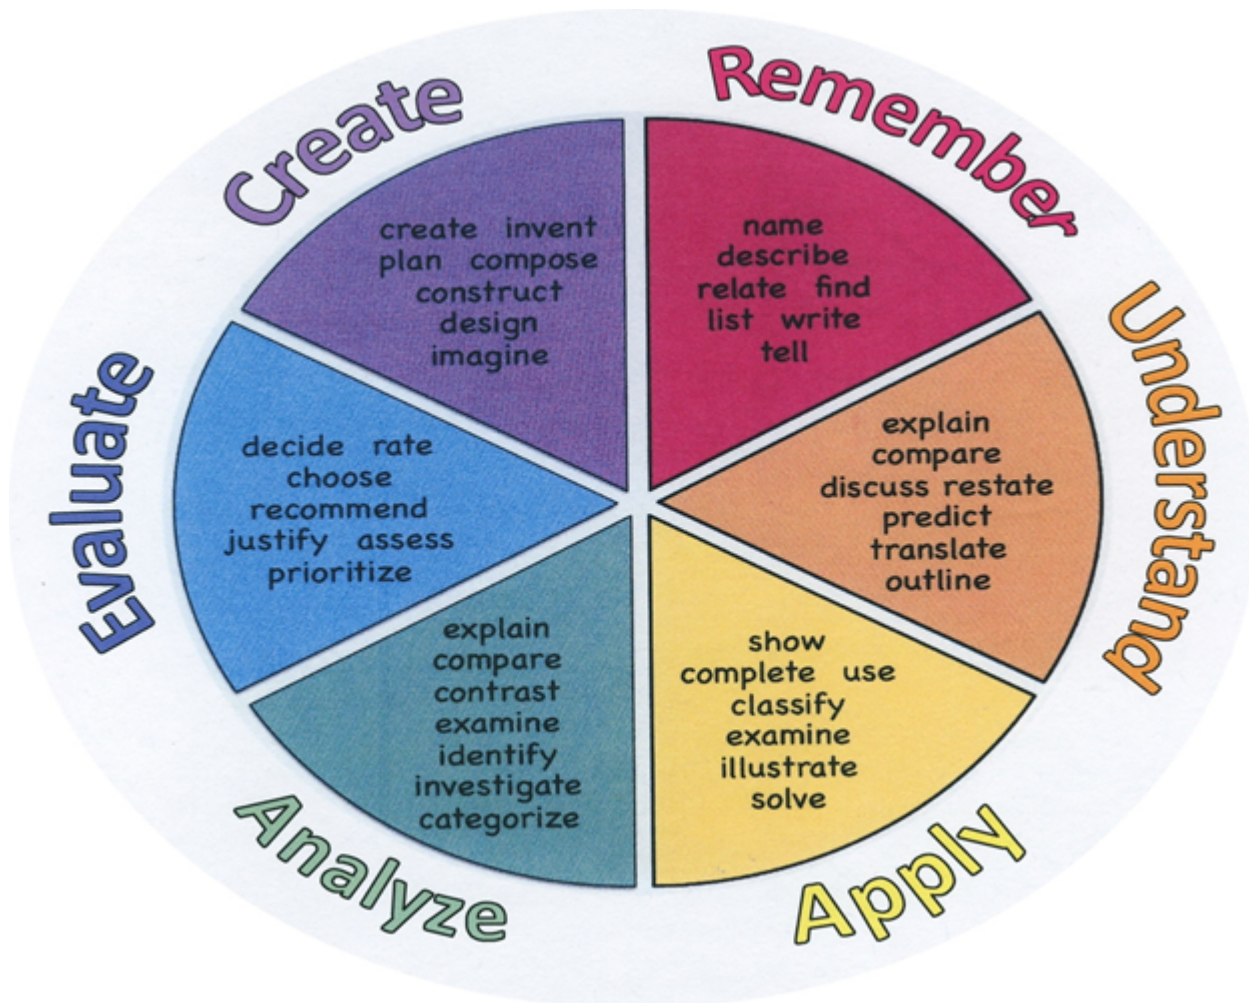 Remember
name
describe
relate find
list write
tell
Understand
explain
compare
discuss restate
predict
translate
outline
Apply
show
complete use
classify
examine
illustrate
solve
Analyze
explain
compare
contrast
examine
identify
investigate
categorize
Evaluate
decide rate
choose
recommend
justify assess
prioritize
Create
create invent
plan compose
construct
design
imagine